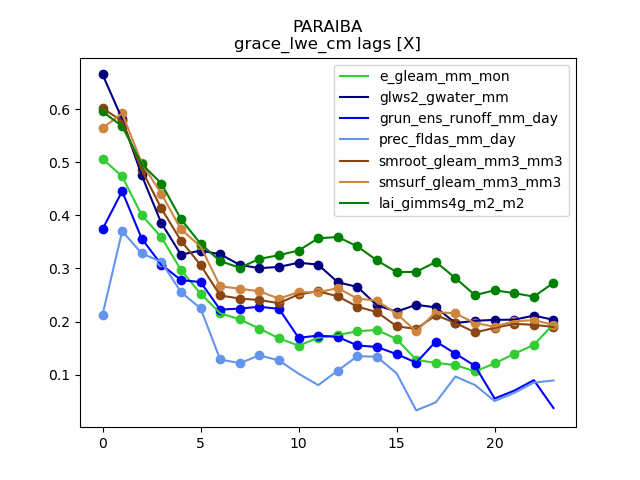 PARAIBA
grace_lwe_cm lags [X]
e_gleam_mm_mon
glws2_gwater_mm
grun_ens_runoff_mm_day
prec_fldas_mm_day
smroot_gleam_mm3_mm3
smsurf_gleam_mm3_mm3
lai_gimms4g_m2_m2
0.6
0.5
0.4
0.3
0.2
0.1
0 5 10 15 20